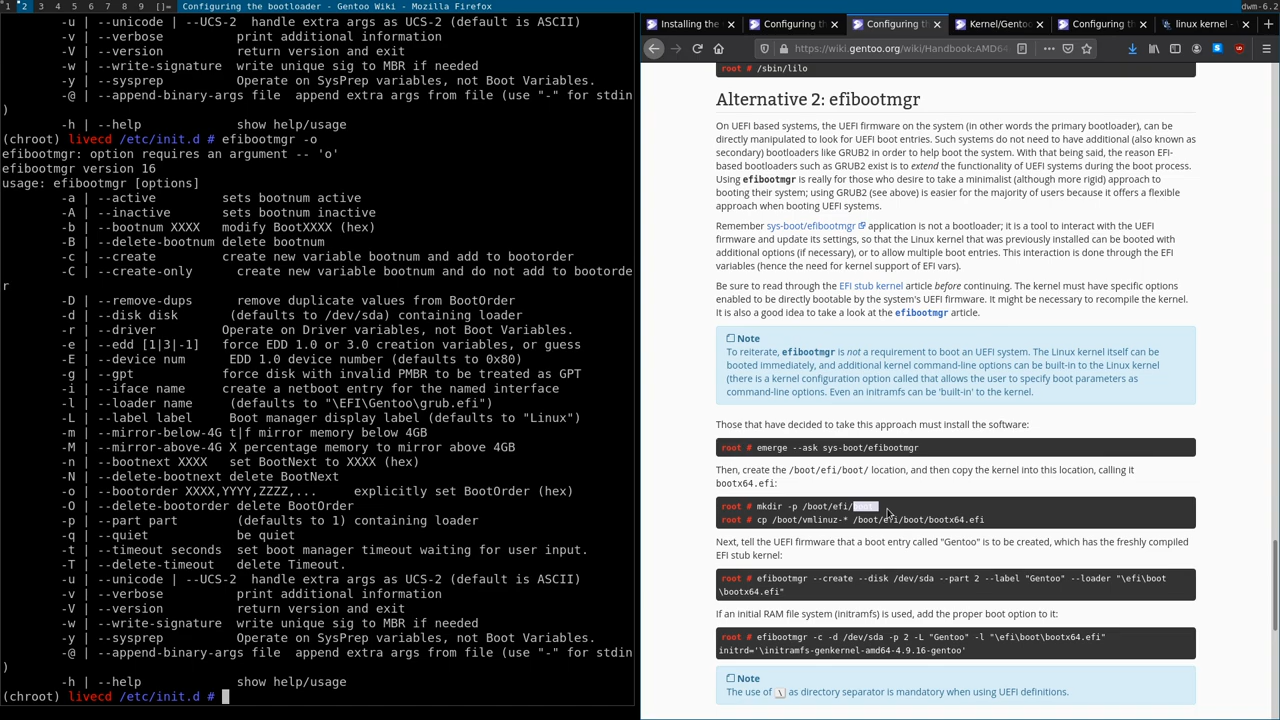 1 2 3 4 5 6 7 8 9 []= Configuring the bootloader - Gentoo Wiki - Mozilla Firefox dwm-6.2
-u | --unicode | --UCS-2 handle extra args as UCS-2 (default is ASCII)
-v | --verbose print additional information
-V | --version return version and exit
-w | --write-signature write unique sig to MBR if needed
-y | --sysprep Operate on SysPrep variables, not Boot Variables.
-@ | --append-binary-args file append extra args from file (use "-" for stdin
)
-h | --help show help/usage
(chroot) livecd /etc/init.d # efibootmgr -o
efibootmgr: option requires an argument -- 'o'
efibootmgr version 16
usage: efibootmgr [options]
-a | --active sets bootnum active
-A | --inactive sets bootnum inactive
-b | --bootnum XXXX modify BootXXXX (hex)
-B | --delete-bootnum delete bootnum
-c | --create create new variable bootnum and add to bootorder
-C | --create-only create new variable bootnum and do not add to bootorde
r
-D | --remove-dups remove duplicate values from BootOrder
-d | --disk disk (defaults to /dev/sda) containing loader
-r | --driver Operate on Driver variables, not Boot Variables.
-e | --edd [1|3|-1] force EDD 1.0 or 3.0 creation variables, or guess
-E | --device num EDD 1.0 device number (defaults to 0x80)
-g | --gpt force disk with invalid PMBR to be treated as GPT
-i | --iface name create a netboot entry for the named interface
-l | --loader name (defaults to "\EFI\Gentoo\grub.efi")
-L | --label label Boot manager display label (defaults to "Linux")
-m | --mirror-below-4G t|f mirror memory below 4GB
-M | --mirror-above-4G X percentage memory to mirror above 4GB
-n | --bootnext XXXX set BootNext to XXXX (hex)
-N | --delete-bootnext delete BootNext
-o | --bootorder XXXX,YYYY,ZZZZ,... explicitly set BootOrder (hex)
-O | --delete-bootorder delete BootOrder
-p | --part part (defaults to 1) containing loader
-q | --quiet be quiet
-t | --timeout seconds set boot manager timeout waiting for user input.
-T | --delete-timeout delete Timeout.
-u | --unicode | --UCS-2 handle extra args as UCS-2 (default is ASCII)
-v | --verbose print additional information
-V | --version return version and exit
-w | --write-signature write unique sig to MBR if needed
-y | --sysprep Operate on SysPrep variables, not Boot Variables.
-@ | --append-binary-args file append extra args from file (use "-" for stdin
)
-h | --help show help/usage
(chroot) livecd /etc/init.d #
Installing the Configuring the Configuring the Kernel/Gento Configuring the linux kernel -
https://wiki.gentoo.org/wiki/Handbook:AMD64
root # /sbin/lilo
Alternative 2: efibootmgr
On UEFI based systems, the UEFI firmware on the system (in other words the primary bootloader), can be
directly manipulated to look for UEFI boot entries. Such systems do not need to have additional (also known as
secondary) bootloaders like GRUB2 in order to help boot the system. With that being said, the reason EFI-
based bootloaders such as GRUB2 exist is to extend the functionality of UEFI systems during the boot process.
Using efibootmgr is really for those who desire to take a minimalist (although more rigid) approach to
booting their system; using GRUB2 (see above) is easier for the majority of users because it offers a flexible
approach when booting UEFI systems.
Remember sys-boot/efibootmgr application is not a bootloader; it is a tool to interact with the UEFI
firmware and update its settings, so that the Linux kernel that was previously installed can be booted with
additional options (if necessary), or to allow multiple boot entries. This interaction is done through the EFI
variables (hence the need for kernel support of EFI vars).
Be sure to read through the EFI stub kernel article before continuing. The kernel must have specific options
enabled to be directly bootable by the system's UEFI firmware. It might be necessary to recompile the kernel.
It is also a good idea to take a look at the efibootmgr article.
Note
To reiterate, efibootmgr is not a requirement to boot an UEFI system. The Linux kernel itself can be
booted immediately, and additional kernel command-line options can be built-in to the Linux kernel
(there is a kernel configuration option called that allows the user to specify boot parameters as
command-line options. Even an initramfs can be 'built-in' to the kernel.
Those that have decided to take this approach must install the software:
root # emerge --ask sys-boot/efibootmgr
Then, create the /boot/efi/boot/ location, and then copy the kernel into this location, calling it
bootx64.efi:
root # mkdir -p /boot/efi/boot
root # cp /boot/vmlinuz-* /boot/efi/boot/bootx64.efi
Next, tell the UEFI firmware that a boot entry called "Gentoo" is to be created, which has the freshly compiled
EFI stub kernel:
root # efibootmgr --create --disk /dev/sda --part 2 --label "Gentoo" --loader "\efi\boot
\bootx64.efi"
If an initial RAM file system (initramfs) is used, add the proper boot option to it:
root # efibootmgr -c -d /dev/sda -p 2 -L "Gentoo" -l "\efi\boot\bootx64.efi"
initrd='\initramfs-genkernel-amd64-4.9.16-gentoo'
Note
The use of \ as directory separator is mandatory when using UEFI definitions.